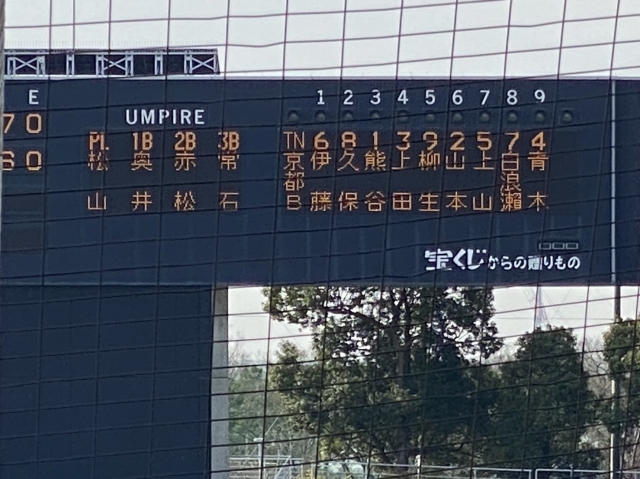 E
UMPIRE
1 2 3 4 5 6 7 8 9
70
PL 1B 2B 3B
TN 6 8 1 3 9 2 5 7 4
60
松山 奥井 赤松 常石
京都B 伊藤 久保 熊谷 上田 柳生 山本 上山 白浪瀬 青木
宝くじからの贈りもの